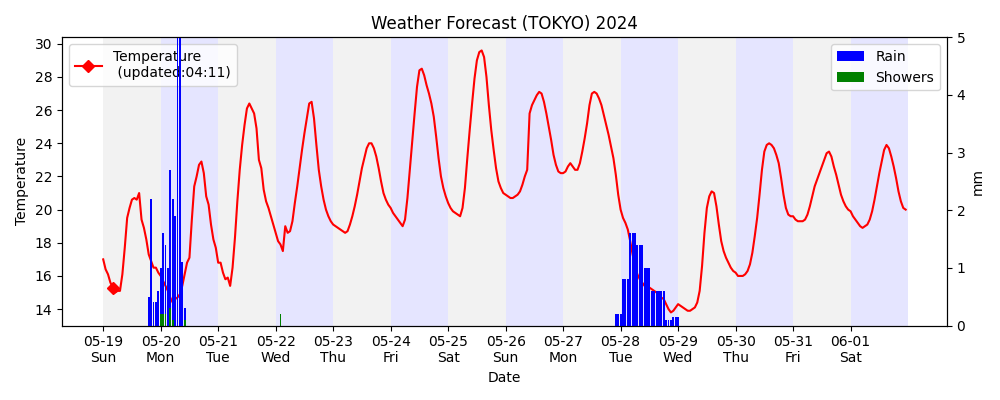 Weather Forecast (TOKYO) 2024
Temperature
(updated:04:11)
Rain
Showers
30
28
26
24
22
20
18
16
14
Temperature
5
4
3
2
1
0
mm
05-19 05-20 05-21 05-22 05-23 05-24 05-25 05-26 05-27 05-28 05-29 05-30 05-31 06-01
Sun Mon Tue Wed Thu Fri Sat Sun Mon Tue Wed Thu Fri Sat
Date